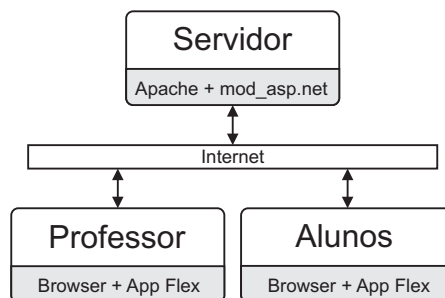 Servidor
Apache + mod_asp.net
Internet
Professor
Browser + App Flex
Alunos
Browser + App Flex